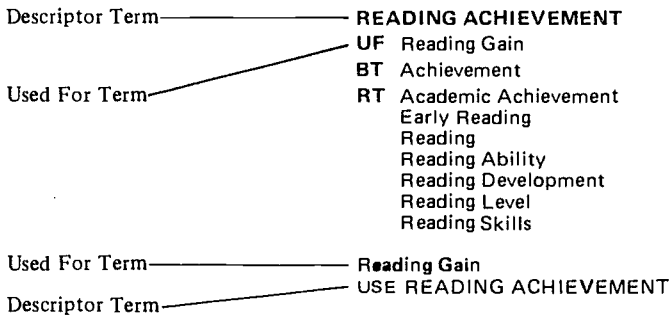 Descriptor Term READING ACHIEVEMENT
UF Reading Gain
BT Achievement
Used For Term RT Academic Achievement
Early Reading
Reading
Reading Ability
Reading Development
Reading Level
Reading Skills
Used For Term Reading Gain
Descriptor Term USE READING ACHIEVEMENT